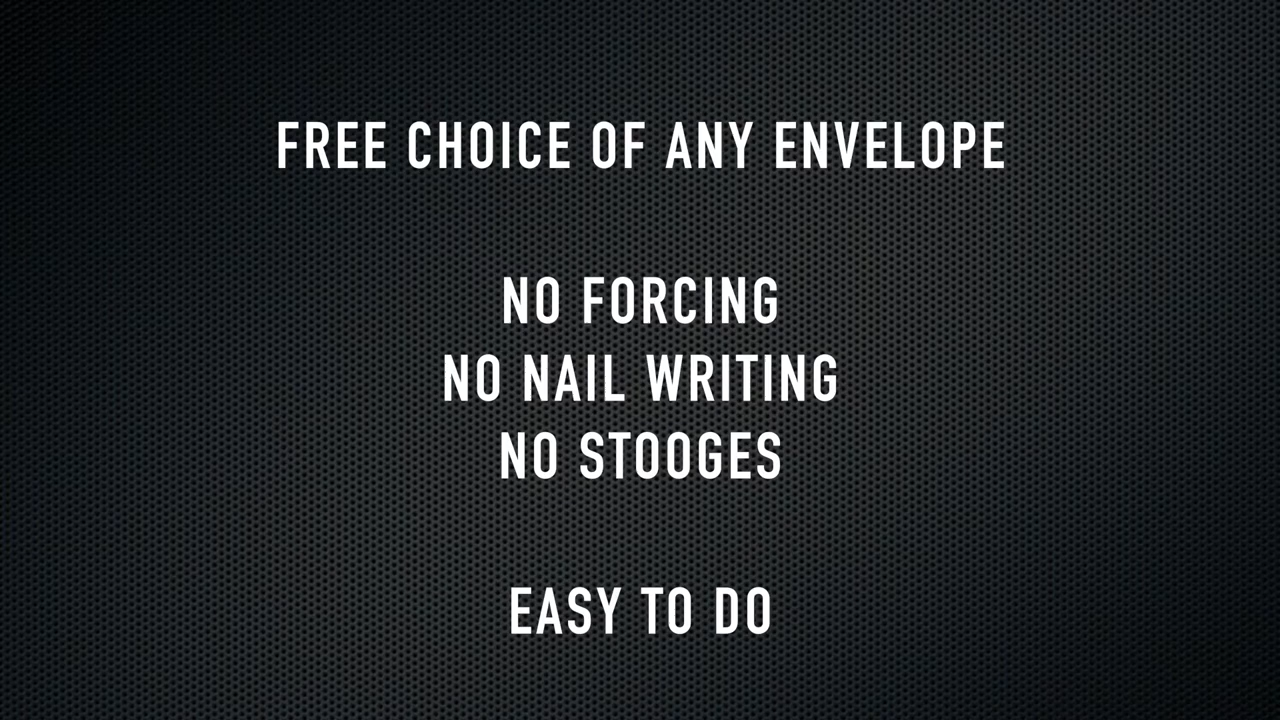 FREE CHOICE OF ANY ENVELOPE
NO FORCING
NO NAIL WRITING
NO STOOGES
EASY TO DO